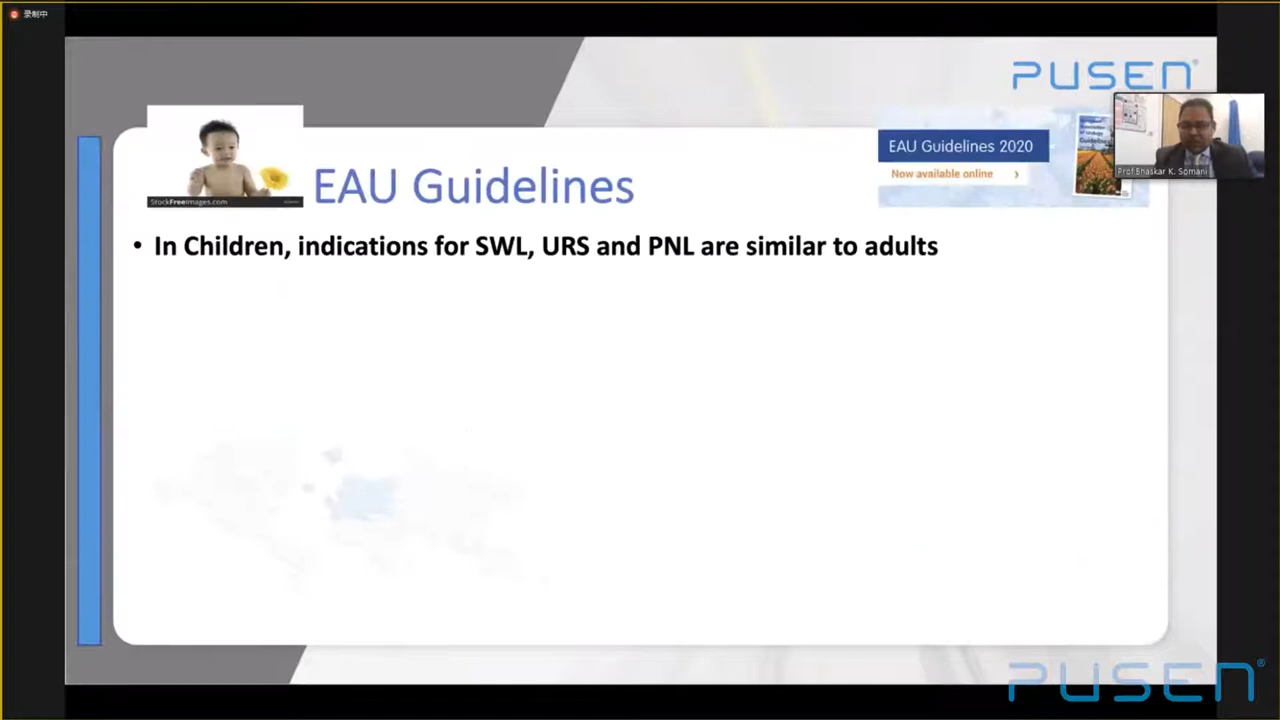 录制中
PUSEN®
EAU Guidelines 2020
Now available online
Guidelines
Prof Bhaskar K. Somani
StockFreeImages.com
EAU Guidelines
• In Children, indications for SWL, URS and PNL are similar to adults
PUSEN®